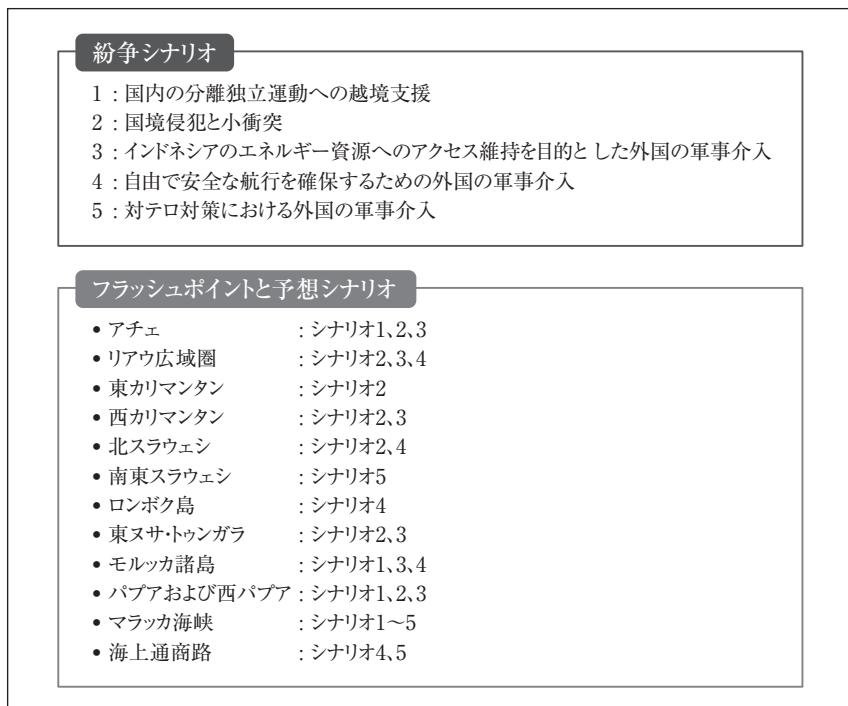 紛争シナリオ
1 : 国内の分離独立運動への越境支援
2 : 国境侵犯と小衝突
3 : インドネシアのエネルギー資源へのアクセス維持を目的とした外国の軍事介入
4 : 自由で安全な航行を確保するための外国の軍事介入
5 : 対テロ対策における外国の軍事介入
フラッシュポイントと予想シナリオ
• アチェ : シナリオ1、2、3
• リアウ広域圏 : シナリオ2、3、4
• 東カリマンタン : シナリオ2
• 西カリマンタン : シナリオ2、3
• 北スラウェシ : シナリオ2、4
• 南東スラウェシ : シナリオ5
• ロンボク島 : シナリオ4
• 東ヌサ・トゥンガラ : シナリオ2、3
• モルッカ諸島 : シナリオ1、3、4
• パプアおよび西パプア : シナリオ1、2、3
• マラッカ海峡 : シナリオ1~5
• 海上通商路 : シナリオ4、5